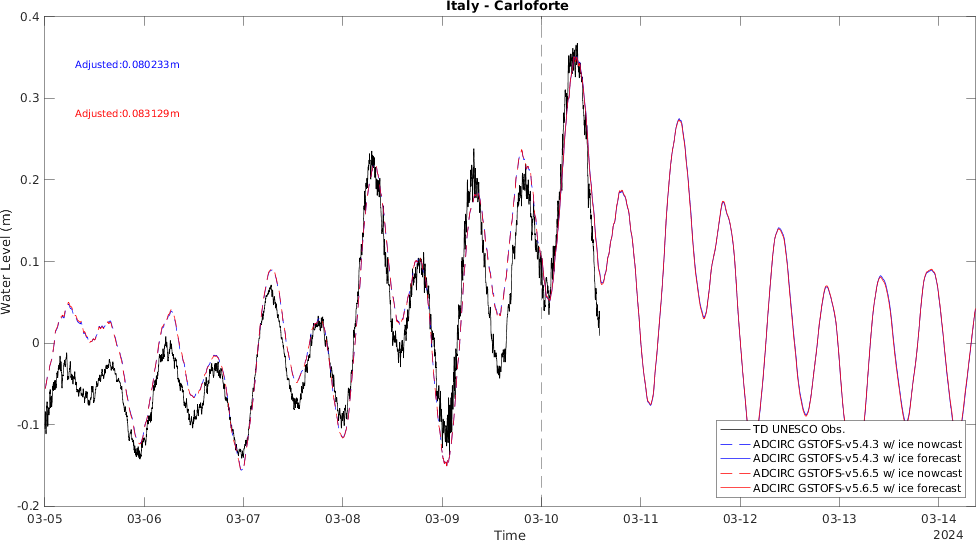 Italy - Carloforte
Adjusted:0.080233m
Adjusted:0.083129m
Water Level (m)
0.4
0.3
0.2
0.1
0
-0.1
-0.2
TD UNESCO Obs.
ADCIRC GSTOFS-v5.4.3 w/ ice nowcast
ADCIRC GSTOFS-v5.4.3 w/ ice forecast
ADCIRC GSTOFS-v5.6.5 w/ ice nowcast
ADCIRC GSTOFS-v5.6.5 w/ ice forecast
03-05 03-06 03-07 03-08 03-09 03-10 03-11 03-12 03-13 03-14
Time
2024